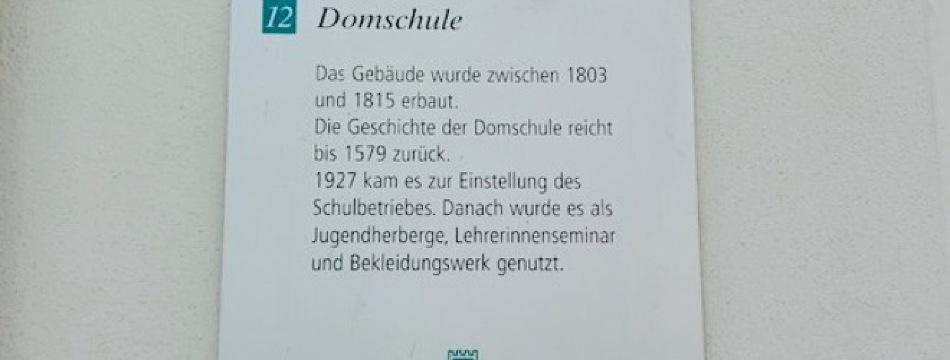 12 Domschule
Das Gebäude wurde zwischen 1803
und 1815 erbaut.
Die Geschichte der Domschule reicht
bis 1579 zurück.
1927 kam es zur Einstellung des
Schulbetriebes. Danach wurde es als
Jugendherberge, Lehrerinnenseminar
und Bekleidungswerk genutzt.